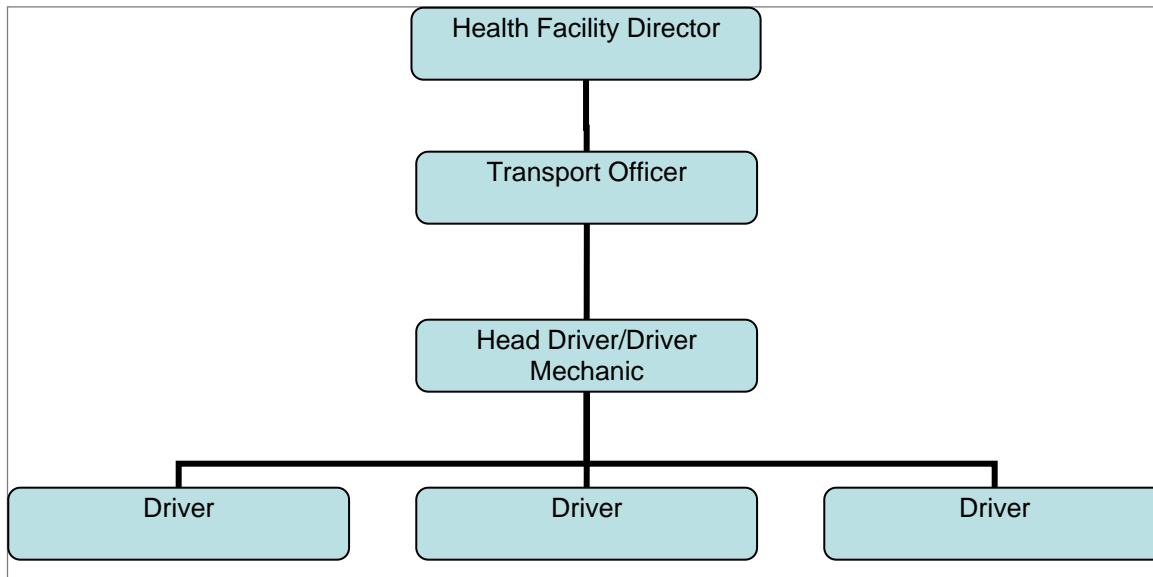 Health Facility Director
Transport Officer
Head Driver/Driver
Mechanic
Driver
Driver
Driver